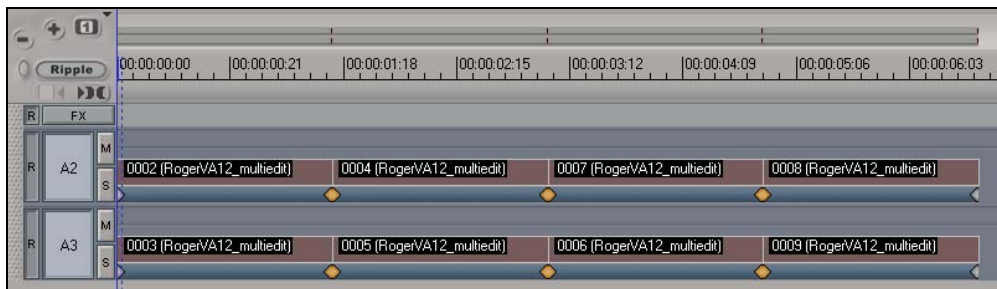 1
Ripple 00:00:00:00 00:00:00:21 00:00:01:18 00:00:02:15 00:00:03:12 00:00:04:09 00:00:05:06 00:00:06:03
R FX
M
R A2 0002 (RogerVA12_multiedit) 0004 (RogerVA12_multiedit) 0007 (RogerVA12_multiedit) 0008 (RogerVA12_multiedit)
S
M
R A3 0003 (RogerVA12_multiedit) 0005 (RogerVA12_multiedit) 0006 (RogerVA12_multiedit) 0009 (RogerVA12_multiedit)
S